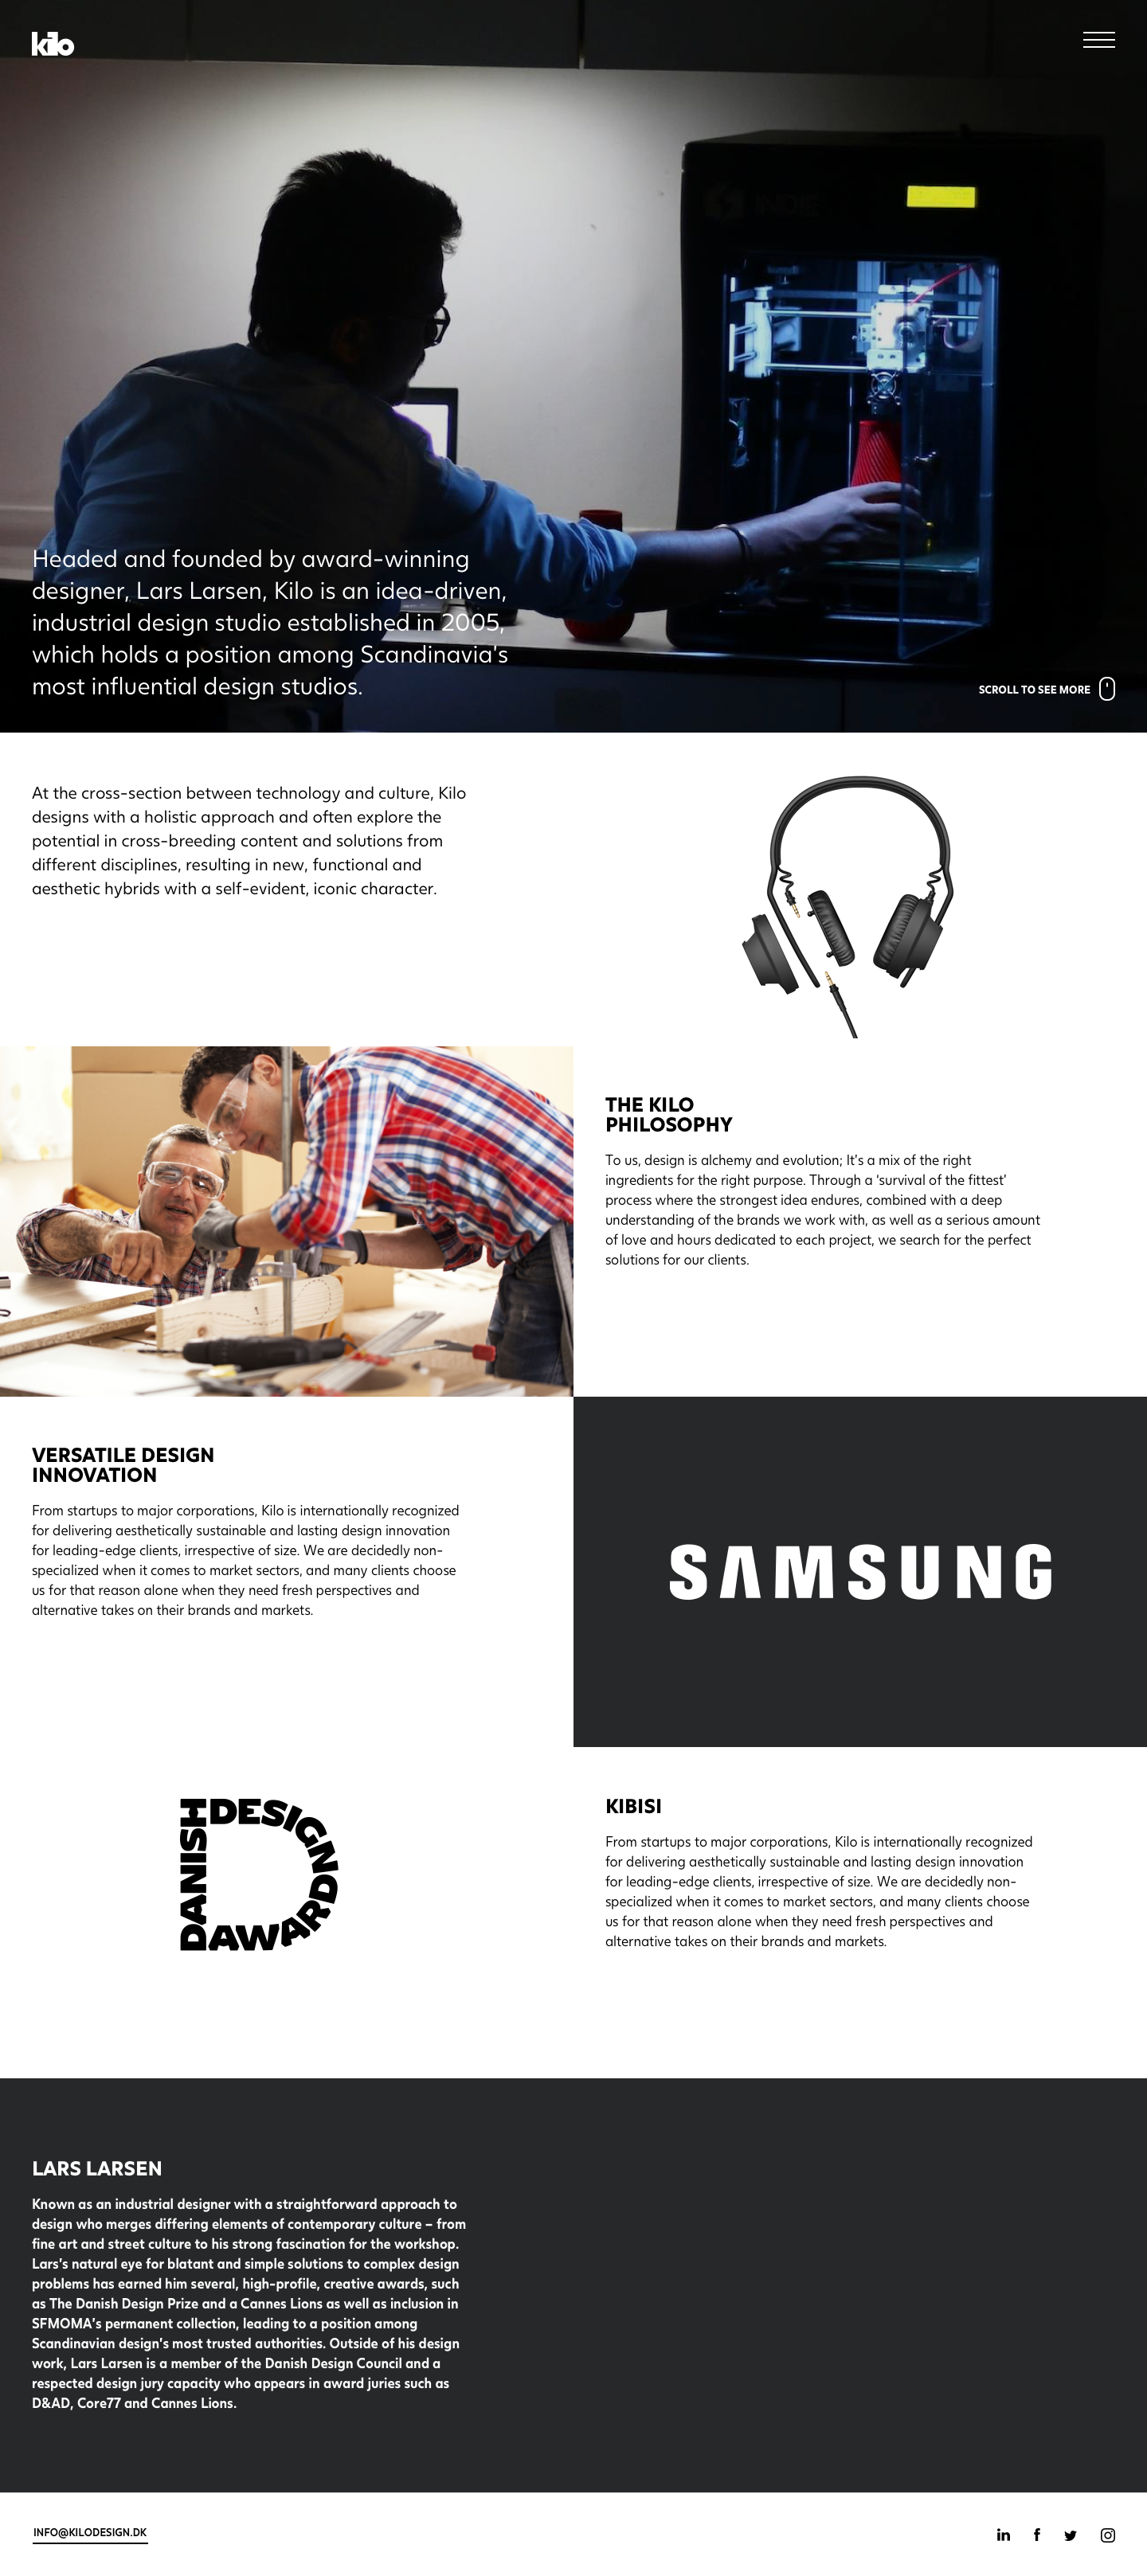 kilo
Headed and founded by award-winning
designer, Lars Larsen, Kilo is an idea-driven,
industrial design studio established in 2005,
which holds a position among Scandinavia's
most influential design studios.
SCROLL TO SEE MORE
At the cross-section between technology and culture, Kilo
designs with a holistic approach and often explore the
potential in cross-breeding content and solutions from
different disciplines, resulting in new, functional and
aesthetic hybrids with a self-evident, iconic character.
THE KILO
PHILOSOPHY
To us, design is alchemy and evolution; It's a mix of the right
ingredients for the right purpose. Through a 'survival of the fittest'
process where the strongest idea endures, combined with a deep
understanding of the brands we work with, as well as a serious amount
of love and hours dedicated to each project, we search for the perfect
solutions for our clients.
VERSATILE DESIGN
INNOVATION
From startups to major corporations, Kilo is internationally recognized
for delivering aesthetically sustainable and lasting design innovation
for leading-edge clients, irrespective of size. We are decidedly non-
specialized when it comes to market sectors, and many clients choose
us for that reason alone when they need fresh perspectives and
alternative takes on their brands and markets.
SAMSUNG
DANISH
DESIGN
AWARD
KIBISI
From startups to major corporations, Kilo is internationally recognized
for delivering aesthetically sustainable and lasting design innovation
for leading-edge clients, irrespective of size. We are decidedly non-
specialized when it comes to market sectors, and many clients choose
us for that reason alone when they need fresh perspectives and
alternative takes on their brands and markets.
LARS LARSEN
Known as an industrial designer with a straightforward approach to
design who merges differing elements of contemporary culture – from
fine art and street culture to his strong fascination for the workshop.
Lars's natural eye for blatant and simple solutions to complex design
problems has earned him several, high-profile, creative awards, such
as The Danish Design Prize and a Cannes Lions as well as inclusion in
SFMOMA's permanent collection, leading to a position among
Scandinavian design's most trusted authorities. Outside of his design
work, Lars Larsen is a member of the Danish Design Council and a
respected design jury capacity who appears in award juries such as
D&AD, Core77 and Cannes Lions.
INFO@KILODESIGN.DK